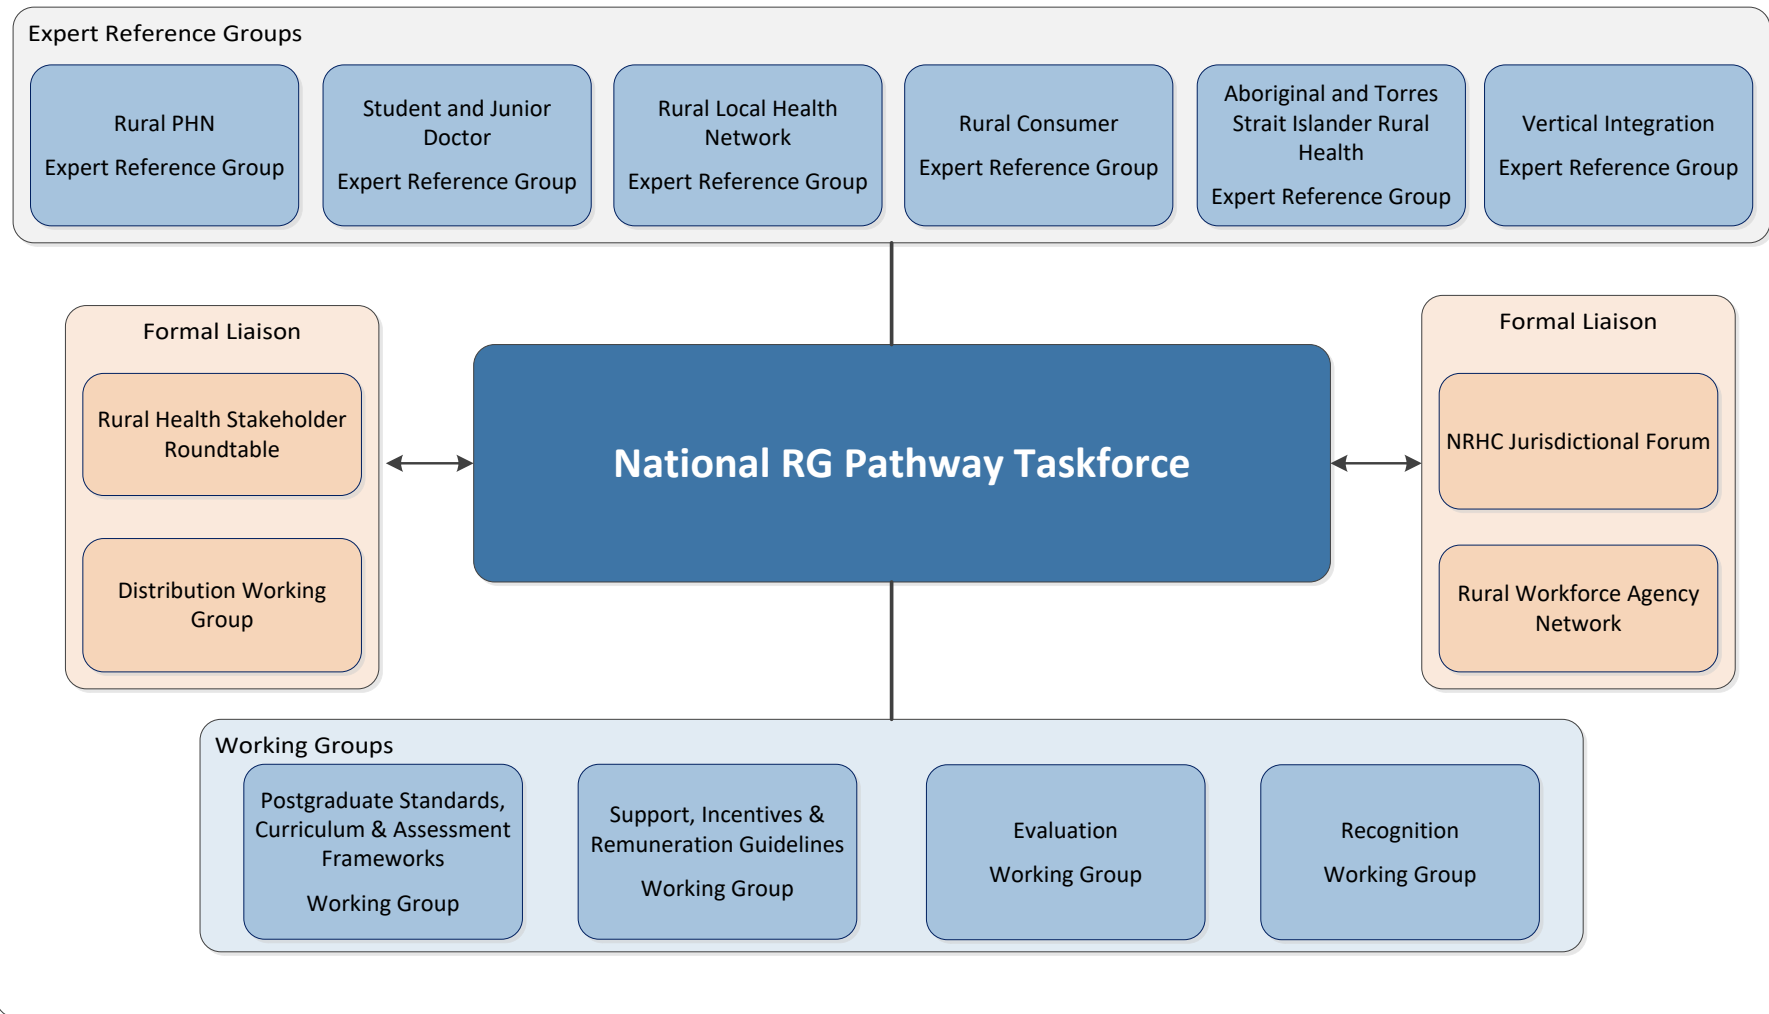 Expert Reference Groups
Rural PHN
Expert Reference Group
Student and Junior
Doctor
Expert Reference Group
Rural Local Health
Network
Expert Reference Group
Rural Consumer
Expert Reference Group
Aboriginal and Torres
Strait Islander Rural
Health
Expert Reference Group
Vertical Integration
Expert Reference Group
Formal Liaison
Rural Health Stakeholder
Roundtable
Distribution Working
Group
National RG Pathway Taskforce
Formal Liaison
NRHC Jurisdictional Forum
Rural Workforce Agency
Network
Working Groups
Postgraduate Standards,
Curriculum & Assessment
Frameworks
Working Group
Support, Incentives &
Remuneration Guidelines
Working Group
Evaluation
Working Group
Recognition
Working Group